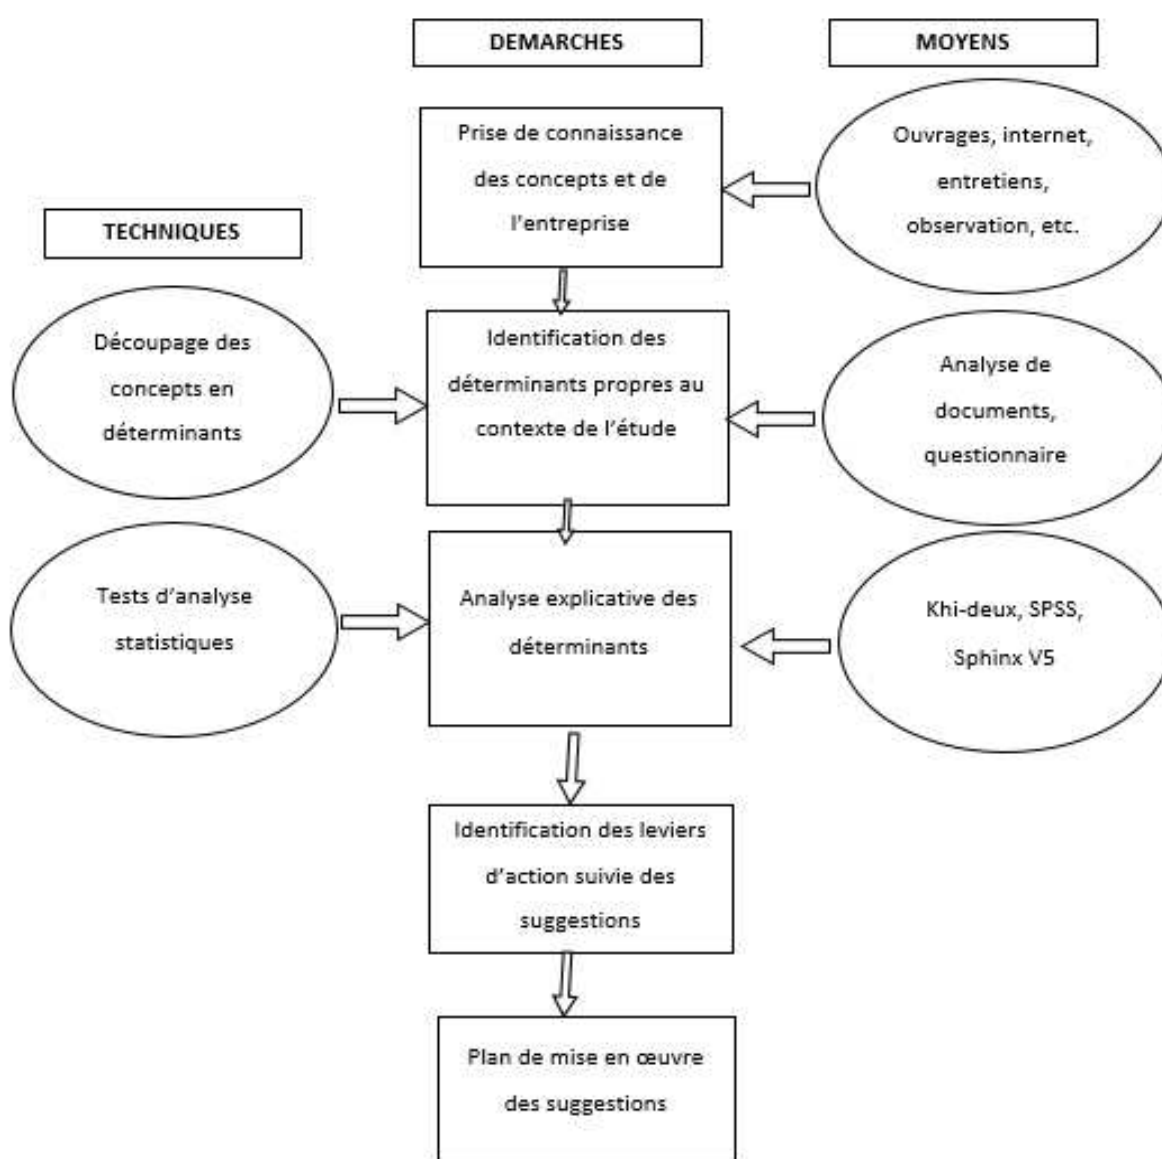 DEMARCHES
MOYENS
Prise de connaissance
des concepts et de
l'entreprise
Ouvrages, internet,
entretiens,
observation, etc.
TECHNIQUES
Découpage des
concepts en
déterminants
Identification des
déterminants propres au
contexte de l'étude
Analyse de
documents,
questionnaire
Tests d'analyse
statistiques
Analyse explicative des
déterminants
Khi-deux, SPSS,
Sphinx V5
Identification des leviers
d'action suivie des
suggestions
Plan de mise en œuvre
des suggestions